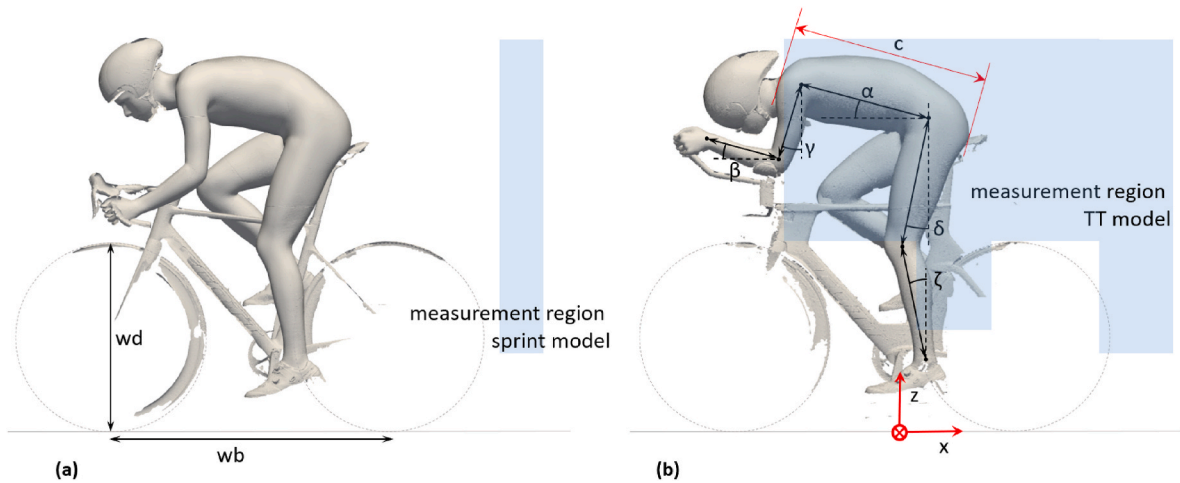 measurement region
sprint model
wd
wb
(a)
c
α
β
γ
measurement region
TT model
δ
ζ
z
x
(b)